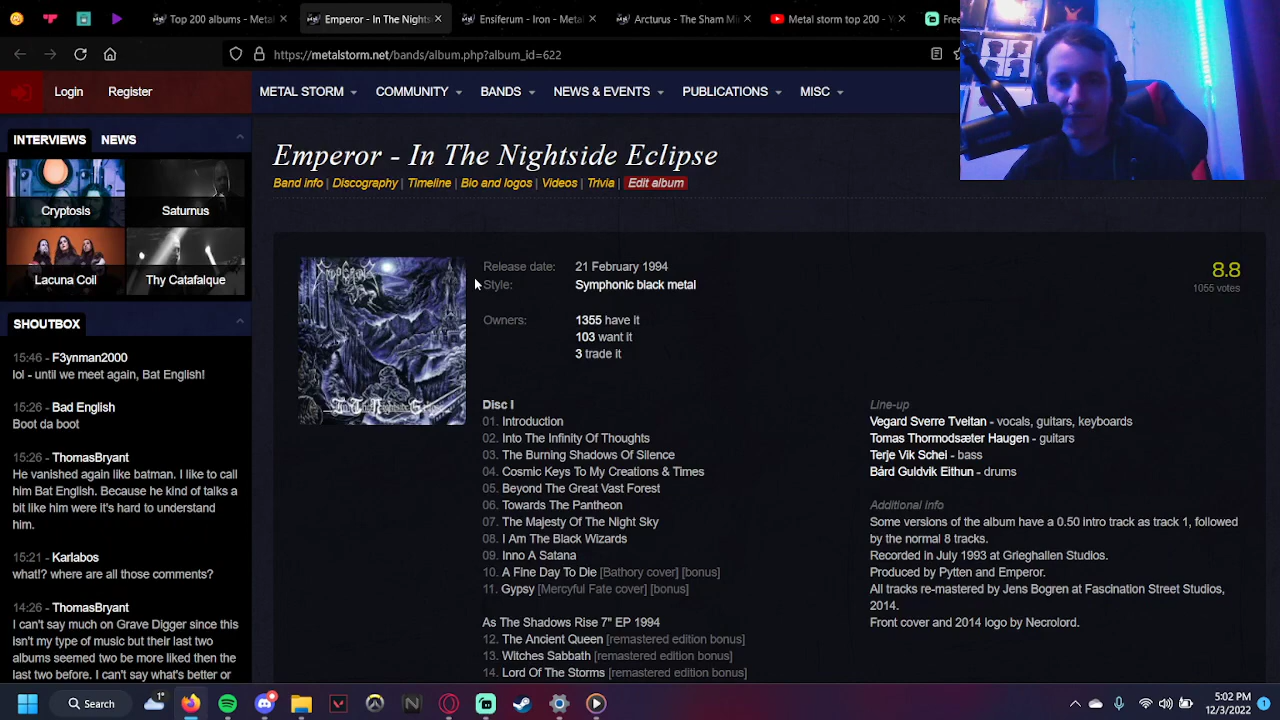 Top 200 albums - Metal
Emperor - In The Nights
Ensiferum - Iron - Metal
Arcturus - The Sham Mi
Metal storm top 200 - Y
Free
https://metalstorm.net/bands/album.php?album_id=622
Login
Register
METAL STORM
COMMUNITY
BANDS
NEWS & EVENTS
PUBLICATIONS
MISC
INTERVIEWS
NEWS
Cryptosis
Saturnus
Lacuna Coil
Thy Catafalque
SHOUTBOX
15:46 - F3ynman2000
lol - until we meet again, Bat English!
15:26 - Bad English
Boot da boot
15:26 - ThomasBryant
He vanished again like batman. I like to call
him Bat English. Because he kind of talks a
bit like him were it's hard to understand
him.
15:21 - Karlabos
what!? where are all those comments?
14:26 - ThomasBryant
I can't say much on Grave Digger since this
isn't my type of music but their last two
albums seemed two be more liked then the
last two before. I can't say what's better or
Emperor - In The Nightside Eclipse
Band info | Discography | Timeline | Bio and logos | Videos | Trivia | Edit album
Release date: 21 February 1994
Style: Symphonic black metal
Owners: 1355 have it
103 want it
3 trade it
8.8
1055 votes
Disc I
01. Introduction
02. Into The Infinity Of Thoughts
03. The Burning Shadows Of Silence
04. Cosmic Keys To My Creations & Times
05. Beyond The Great Vast Forest
06. Towards The Pantheon
07. The Majesty Of The Night Sky
08. I Am The Black Wizards
09. Inno A Satana
10. A Fine Day To Die [Bathory cover] [bonus]
11. Gypsy [Mercyful Fate cover] [bonus]
As The Shadows Rise 7" EP 1994
12. The Ancient Queen [remastered edition bonus]
13. Witches Sabbath [remastered edition bonus]
14. Lord Of The Storms [remastered edition bonus]
Line-up
Vegard Sverre Tveitan - vocals, guitars, keyboards
Tomas Thormodsæter Haugen - guitars
Terje Vik Schei - bass
Bård Guldvik Eithun - drums
Additional info
Some versions of the album have a 0.50 intro track as track 1, followed
by the normal 8 tracks.
Recorded in July 1993 at Grieghallen Studios.
Produced by Pytten and Emperor.
All tracks re-mastered by Jens Bogren at Fascination Street Studios,
2014.
Front cover and 2014 logo by Necrolord.
Search
5:02 PM
12/3/2022